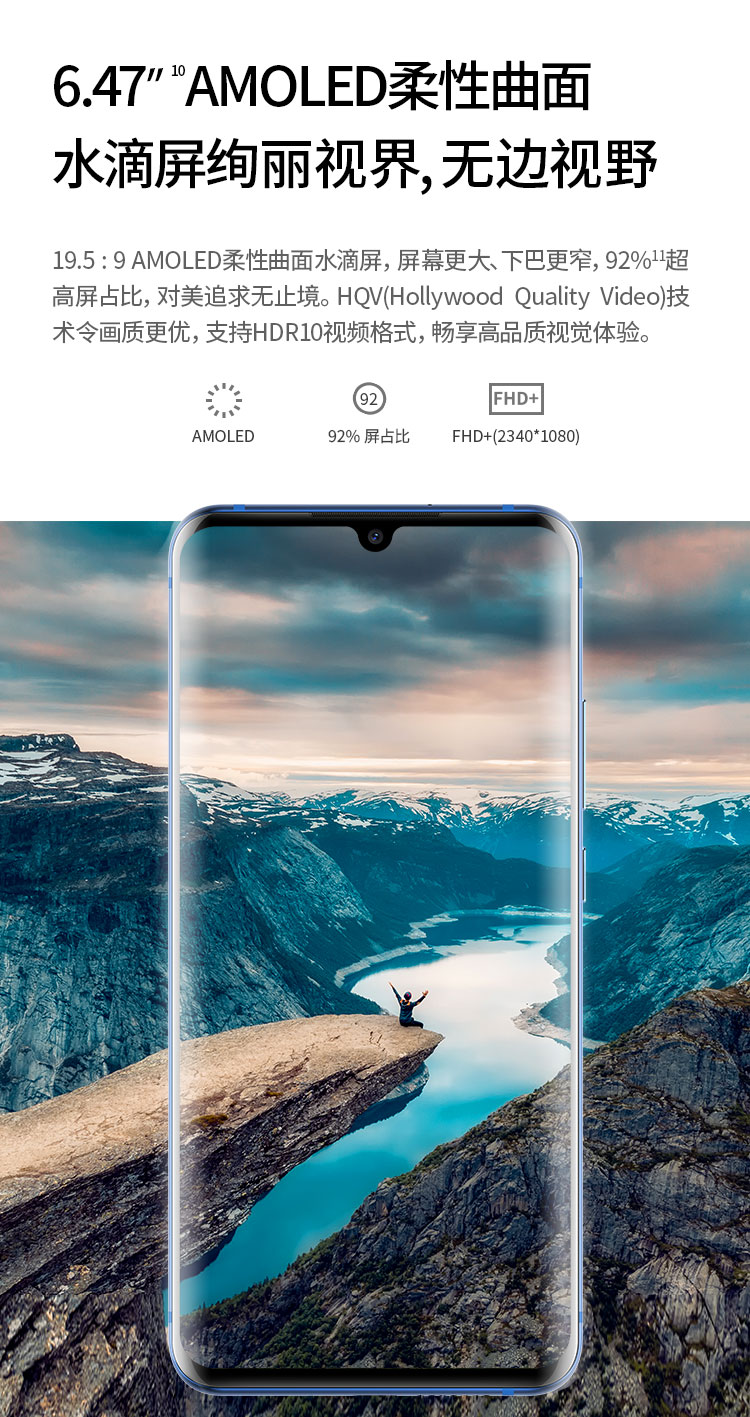 6.47″ 10 AMOLED柔性曲面
水滴屏绚丽视界, 无边视野
19.5 : 9 AMOLED柔性曲面水滴屏，屏幕更大、下巴更窄，92%11超
高屏占比，对美追求无止境。HQV(Hollywood Quality Video)技
术令画质更优，支持HDR10视频格式，畅享高品质视觉体验。
92
FHD+
AMOLED
92% 屏占比
FHD+(2340*1080)